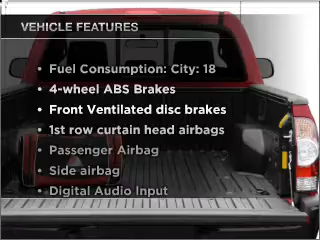 VEHICLE FEATURES
• Fuel Consumption: City: 18
• 4-wheel ABS Brakes
• Front Ventilated disc brakes
• 1st row curtain head airbags
• Passenger Airbag
• Side airbag
• Digital Audio Input